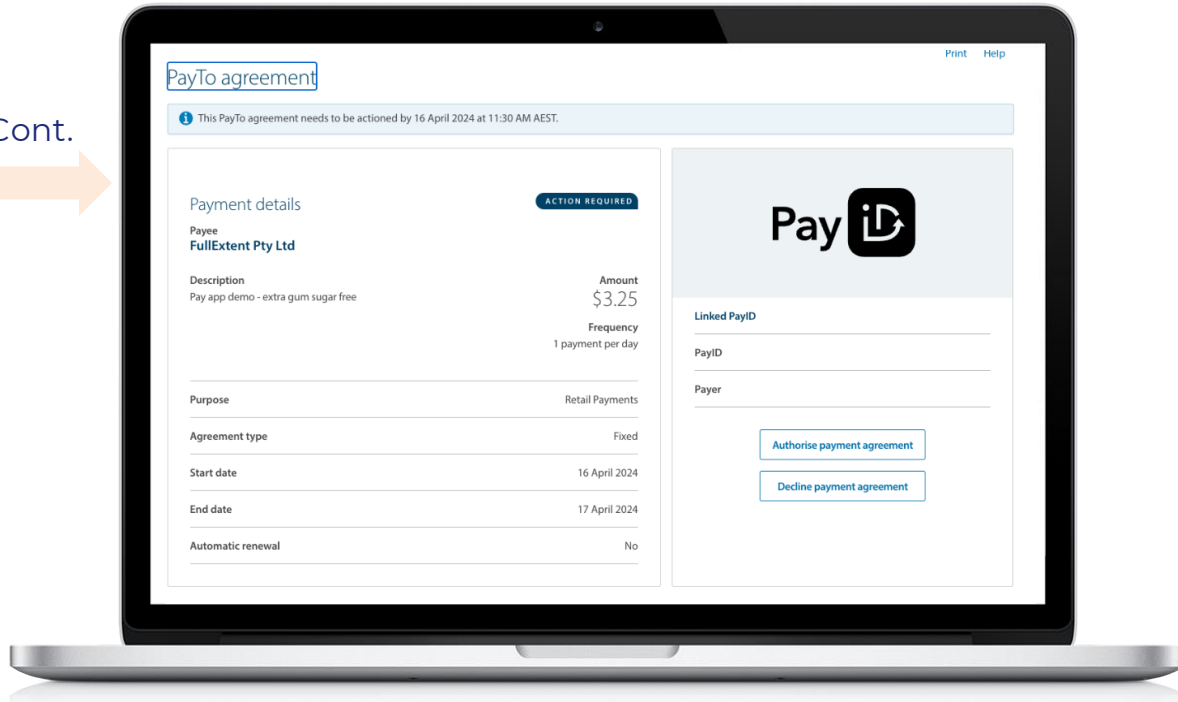 Cont.
Print Help
PayTo agreement
This PayTo agreement needs to be actioned by 16 April 2024 at 11:30 AM AEST.
Payment details
ACTION REQUIRED
Payee
FullExtent Pty Ltd
Description
Pay app demo - extra gum sugar free
Amount
$3.25
Frequency
1 payment per day
Purpose Retail Payments
Agreement type Fixed
Start date 16 April 2024
End date 17 April 2024
Automatic renewal No
Pay iD
Linked PayID
PayID
Payer
Authorise payment agreement
Decline payment agreement